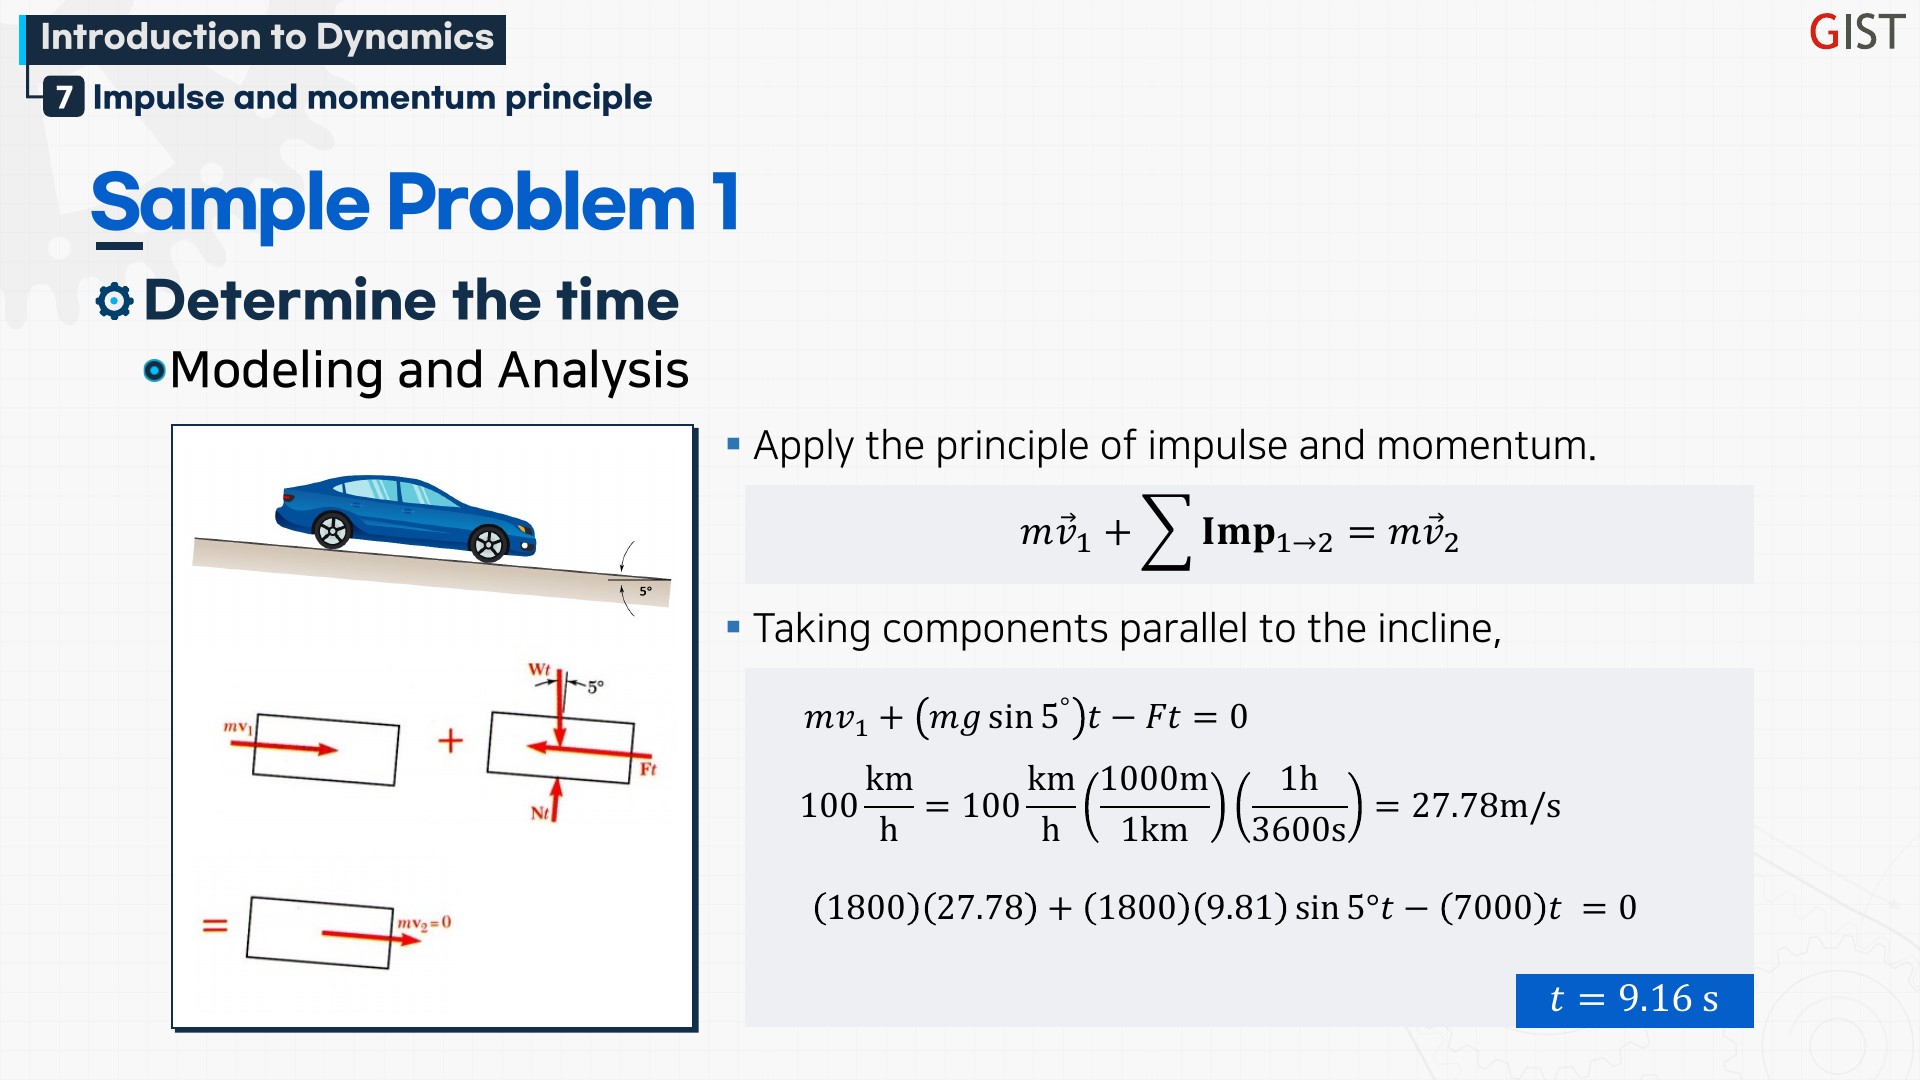 Introduction to Dynamics
GIST
7 Impulse and momentum principle
Sample Problem 1
Determine the time
Modeling and Analysis
5°
Wt
5°
mv₁
+
Ft
Nt
=
mv₂=0
▪ Apply the principle of impulse and momentum.
m\vec{v}₁ + ∑ Imp₁→₂ = m\vec{v}₂
▪ Taking components parallel to the incline,
mv₁ + (mg sin 5°)t − Ft = 0
100 km/h = 100 km/h (1000m/1km) (1h/3600s) = 27.78m/s
(1800)(27.78) + (1800)(9.81) sin 5°t − (7000)t = 0
t = 9.16 s